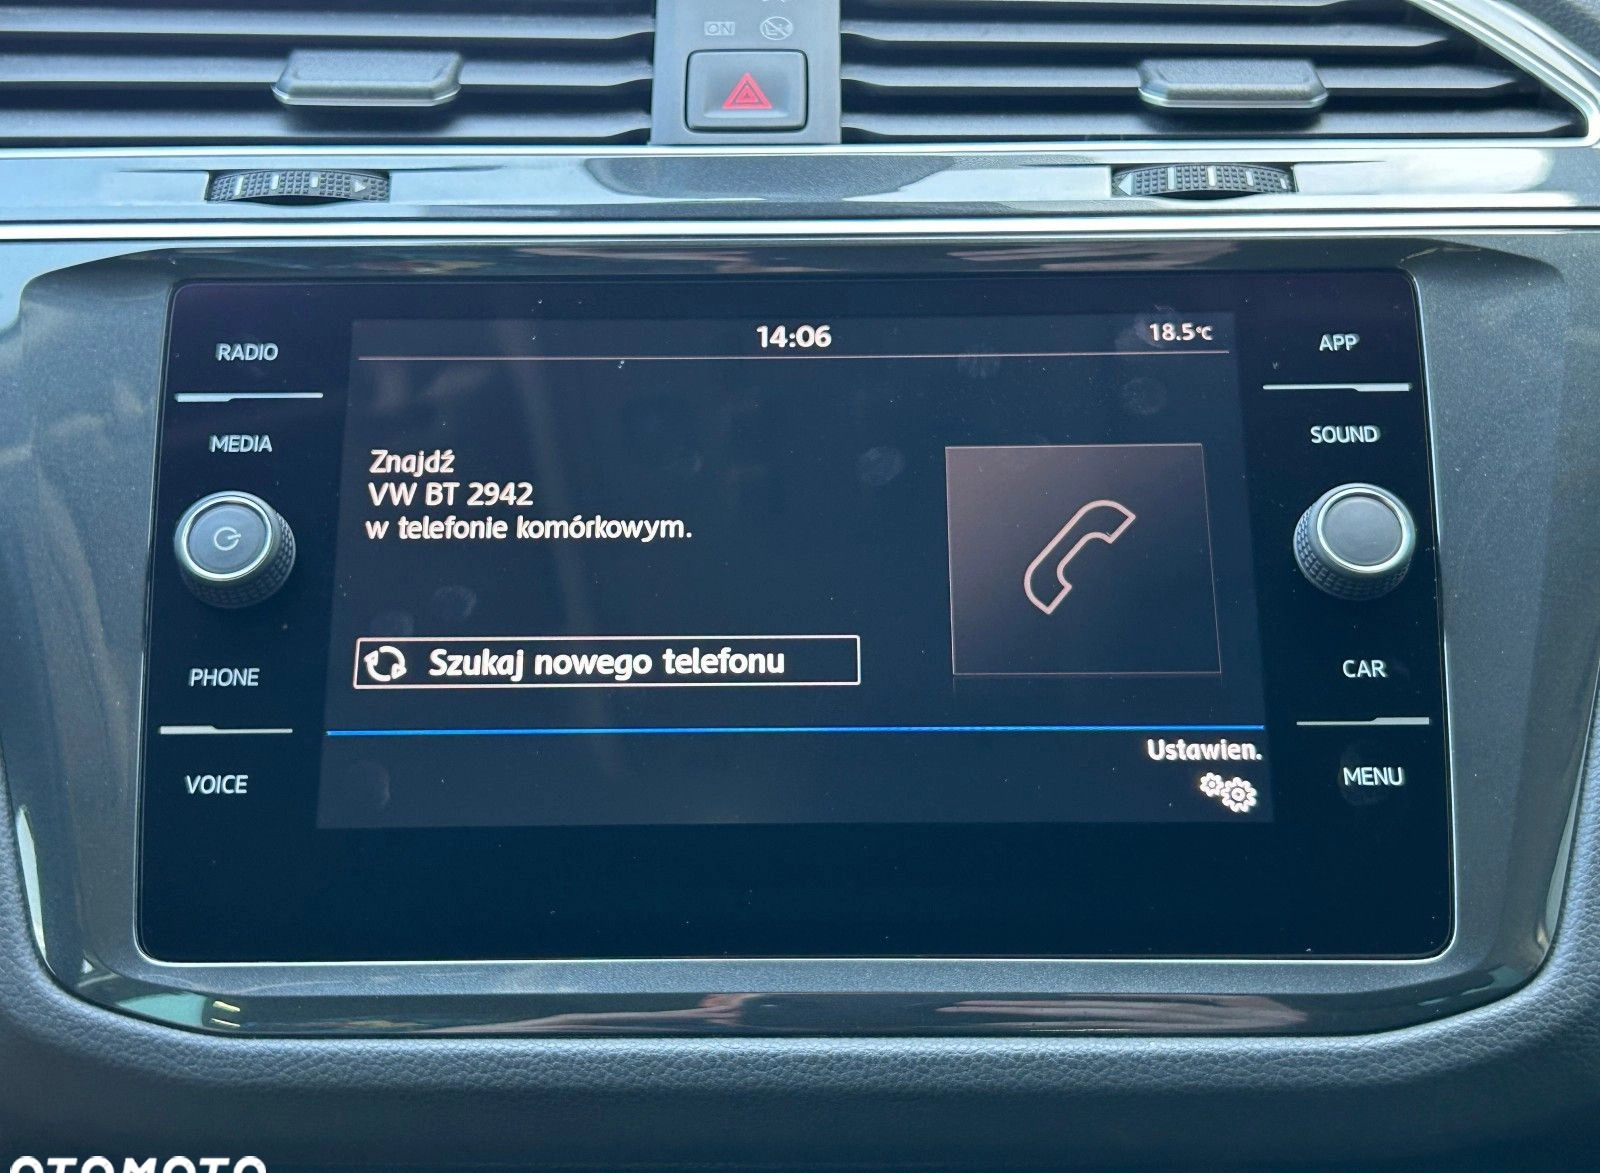 ON
RADIO
MEDIA
PHONE
VOICE
14:06
18.5°C
Znajdź
VW BT 2942
w telefonie komórkowym.
Szukaj nowego telefonu
Ustawien.
APP
SOUND
CAR
MENU
OTOMOTO